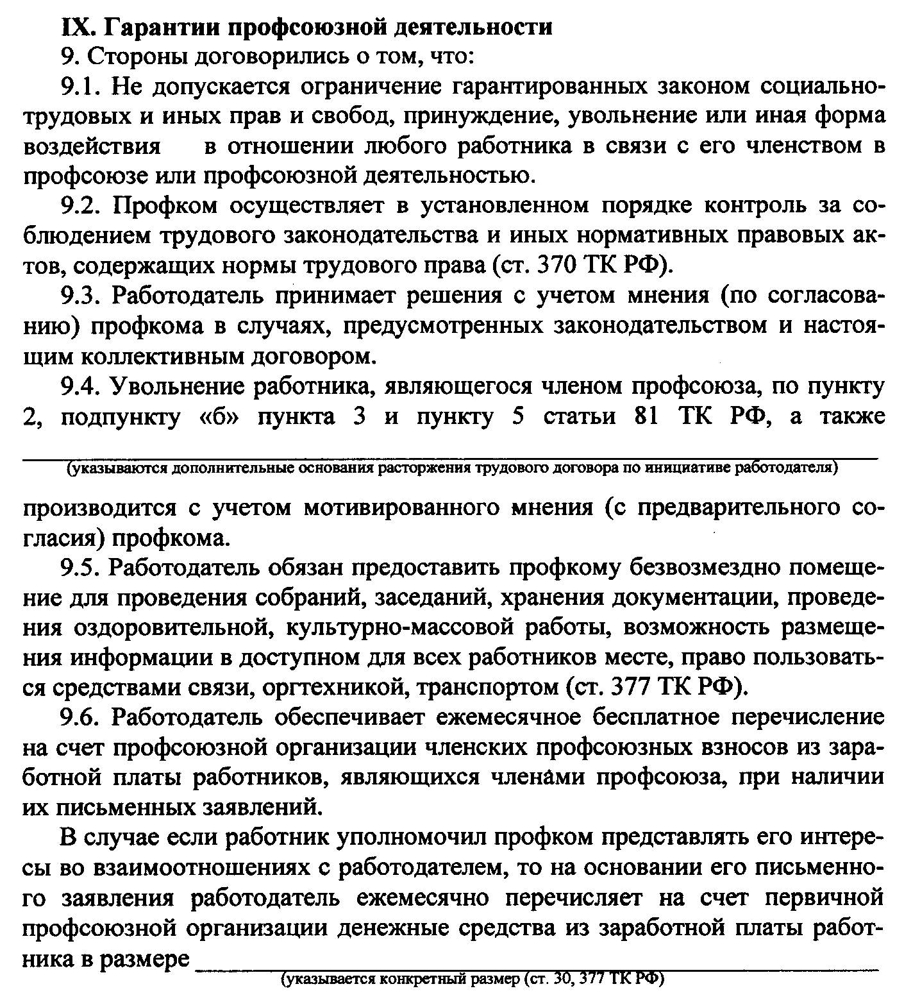 IX. Гарантии профсоюзной деятельности
9. Стороны договорились о том, что:
9.1. Не допускается ограничение гарантированных законом социально-
трудовых и иных прав и свобод, принуждение, увольнение или иная форма
воздействия в отношении любого работника в связи с его членством в
профсоюзе или профсоюзной деятельностью.
9.2. Профком осуществляет в установленном порядке контроль за со-
блюдением трудового законодательства и иных нормативных правовых ак-
тов, содержащих нормы трудового права (ст. 370 ТК РФ).
9.3. Работодатель принимает решения с учетом мнения (по согласова-
нию) профкома в случаях, предусмотренных законодательством и настоя-
щим коллективным договором.
9.4. Увольнение работника, являющегося членом профсоюза, по пункту
2, подпункту «б» пункта 3 и пункту 5 статьи 81 ТК РФ, а также
(указываются дополнительные основания расторжения трудового договора по инициативе работодателя)
производится с учетом мотивированного мнения (с предварительного со-
гласия) профкома.
9.5. Работодатель обязан предоставить профкому безвозмездно помеще-
ние для проведения собраний, заседаний, хранения документации, проведе-
ния оздоровительной, культурно-массовой работы, возможность размеще-
ния информации в доступном для всех работников месте, право пользовать-
ся средствами связи, оргтехникой, транспортом (ст. 377 ТК РФ).
9.6. Работодатель обеспечивает ежемесячное бесплатное перечисление
на счет профсоюзной организации членских профсоюзных взносов из зара-
ботной платы работников, являющихся членами профсоюза, при наличии
их письменных заявлений.
В случае если работник уполномочил профком представлять его интере-
сы во взаимоотношениях с работодателем, то на основании его письменно-
го заявления работодатель ежемесячно перечисляет на счет первичной
профсоюзной организации денежные средства из заработной платы работ-
ника в размере
(указывается конкретный размер (ст. 30, 377 ТК РФ)